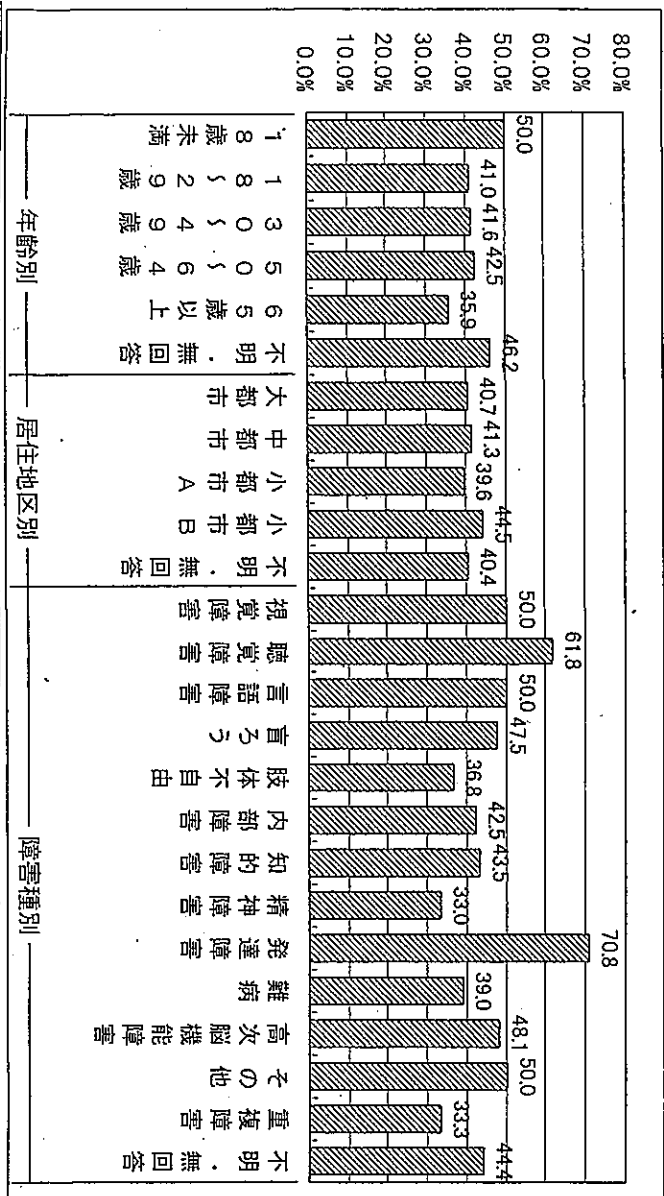 80.0%
70.0%
60.0%
50.0%
40.0%
30.0%
20.0%
10.0%
0.0%
50.0
41.0
41.6
42.5
35.9
46.2
40.7
41.3
39.6
44.5
40.4
50.0
61.8
50.0
47.5
36.8
42.5
43.5
33.0
70.8
39.0
48.1
50.0
33.3
44.4
18歳未満
18~29歳
30~49歳
50~64歳
65歳以上
不明・無回答
大都市
中都市
小都市A
小都市B
不明・無回答
視覚障害
聴覚障害
言語障害
盲ろう
肢体不自由
内部障害
知的障害
精神障害
発達障害
難病
高次脳機能障害
その他
重複障害
不明・無回答
年齢別
居住地区別
障害種別